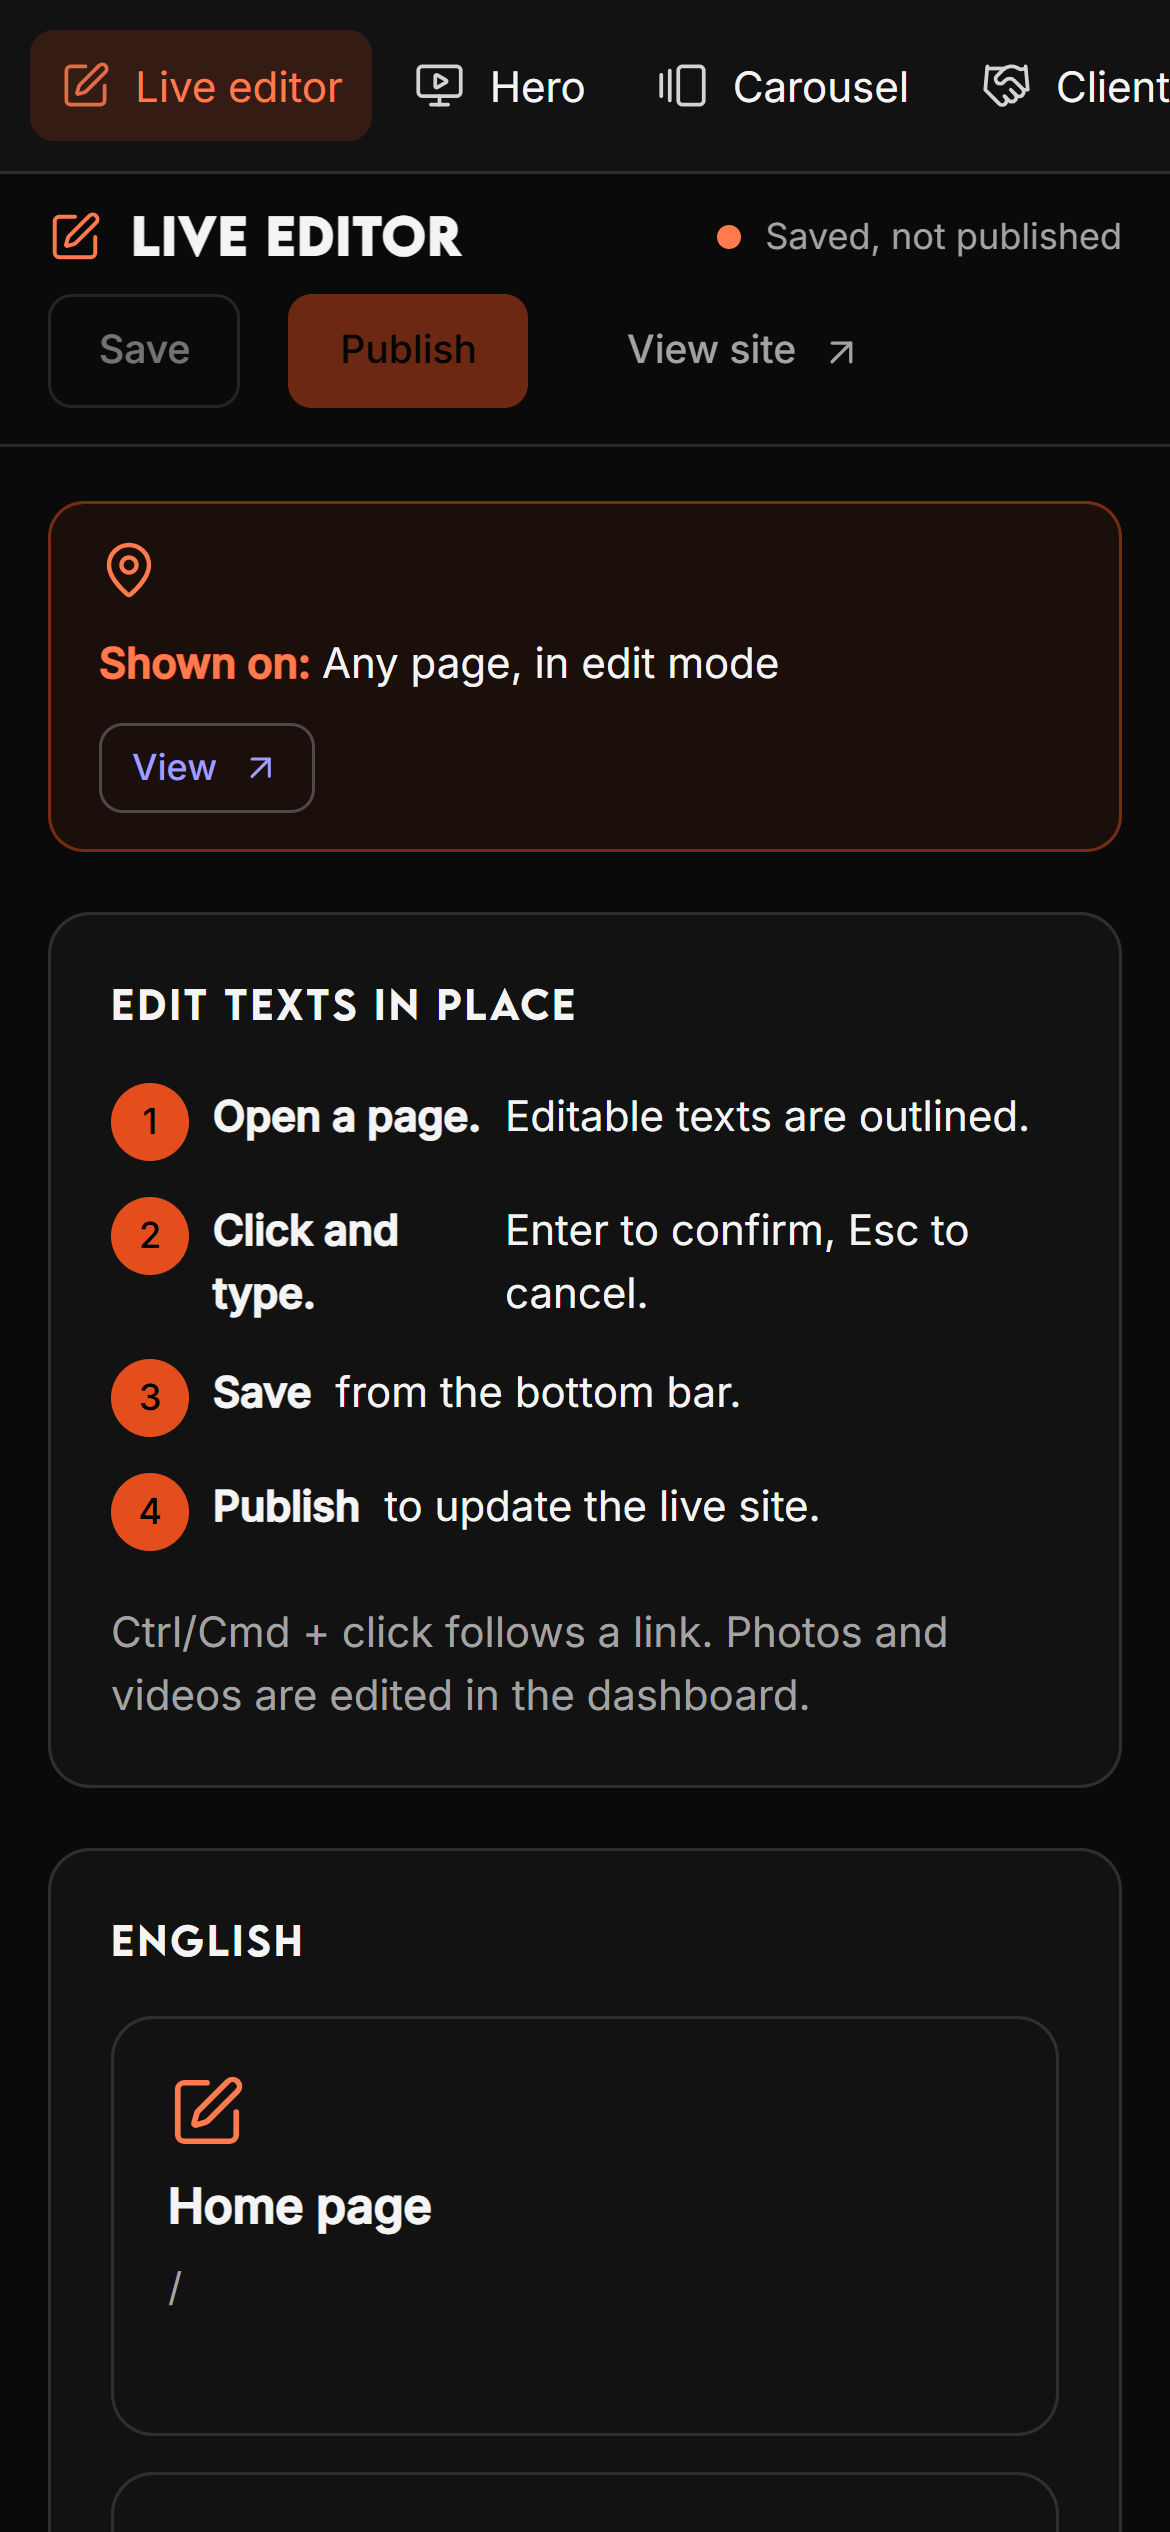 Live editor Hero Carousel Client
LIVE EDITOR
Saved, not published
Save Publish View site
Shown on: Any page, in edit mode
View
EDIT TEXTS IN PLACE
1 Open a page. Editable texts are outlined.
2 Click and type. Enter to confirm, Esc to cancel.
3 Save from the bottom bar.
4 Publish to update the live site.
Ctrl/Cmd + click follows a link. Photos and
videos are edited in the dashboard.
ENGLISH
Home page
/